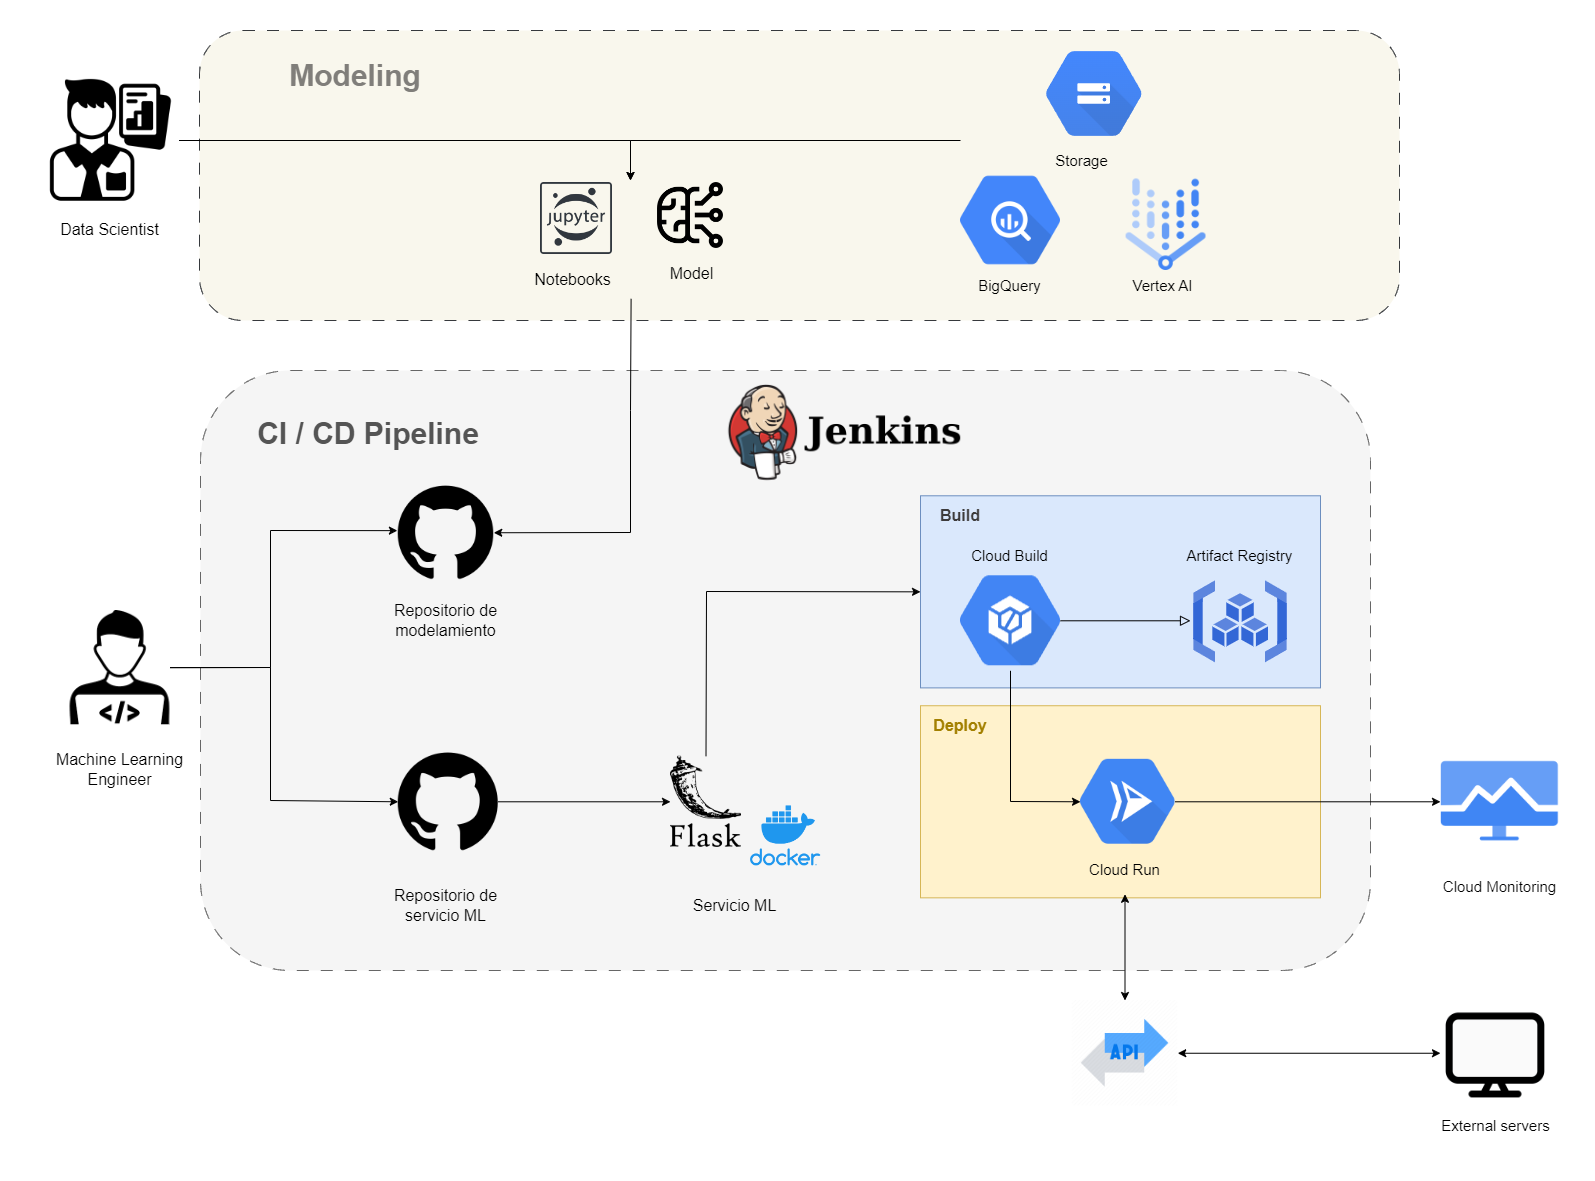 Modeling
Storage
Data Scientist
jupyter
Notebooks
Model
BigQuery
Vertex AI
CI / CD Pipeline
Jenkins
Build
Cloud Build
Artifact Registry
Repositorio de
modelamiento
Machine Learning
Engineer
</>
Deploy
Flask
docker
Cloud Run
Cloud Monitoring
Repositorio de
servicio ML
Servicio ML
API
External servers